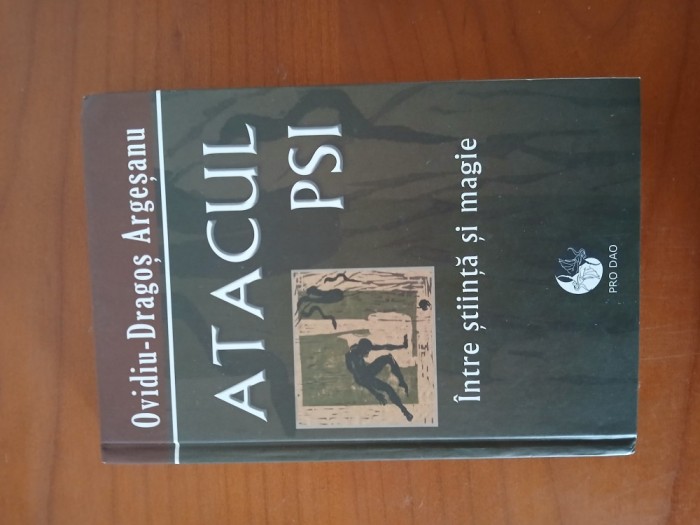 Ovidiu-Dragoș Argeșanu
ATACUL
PSI
Între știință și magie
PRO DAO